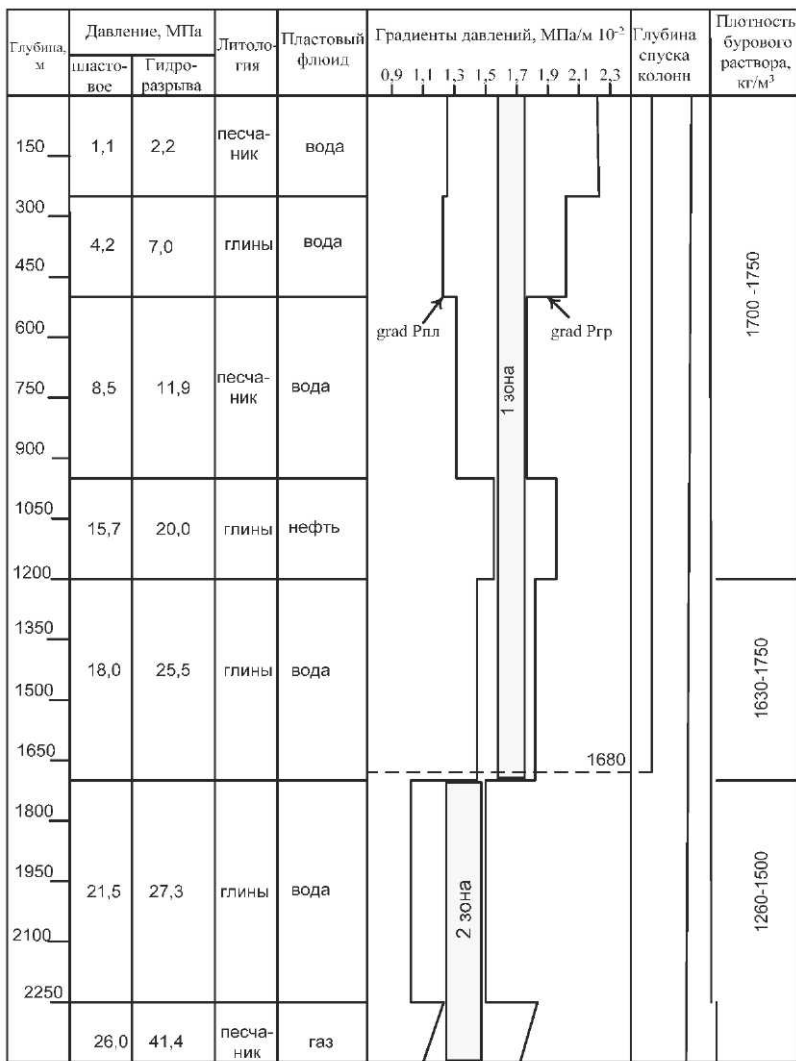 Глубина, м
Давление, МПа
пласто-
вое
Гидро-
разрыва
Литоло-
гия
Пластовый
флюид
Градиенты давлений, МПа/м 10⁻²
0,9 1,1 1,3 1,5 1,7 1,9 2,1 2,3
Глубина
спуска
колонн
Плотность
бурового
раствора,
кг/м³
150
300
450
600
750
900
1050
1200
1350
1500
1650
1800
1950
2100
2250
1,1 2,2 песча-
ник вода
4,2 7,0 глины вода
8,5 11,9 песча-
ник вода
15,7 20,0 глины нефть
18,0 25,5 глины вода
21,5 27,3 глины вода
26,0 41,4 песча-
ник газ
grad Рпл
grad Ргр
1 зона
2 зона
1680
1700 -1750
1630-1750
1260-1500